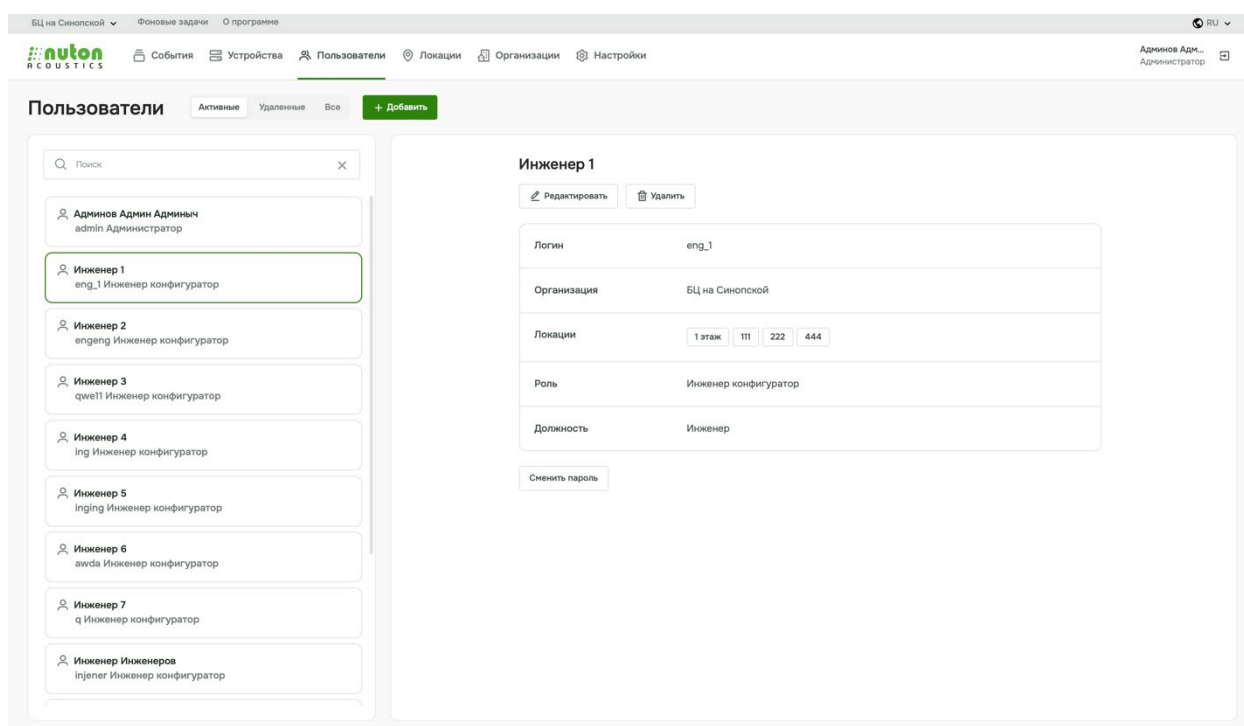 БЦ на Синопской Фоновые задачи О программе RU
nuton
ACOUSTICS
События Устройства Пользователи Локации Организации Настройки
Админов Адм...
Администратор
Пользователи Активные Удаленные Все + Добавить
Поиск
Админов Админ Админыч
admin Администратор
Инженер 1
eng_1 Инженер конфигуратор
Инженер 2
engeng Инженер конфигуратор
Инженер 3
qwe11 Инженер конфигуратор
Инженер 4
ing Инженер конфигуратор
Инженер 5
inging Инженер конфигуратор
Инженер 6
awda Инженер конфигуратор
Инженер 7
q Инженер конфигуратор
Инженер Инженеров
injener Инженер конфигуратор
Инженер 1
Редактировать Удалить
Логин eng_1
Организация БЦ на Синопской
Локации 1 этаж 111 222 444
Роль Инженер конфигуратор
Должность Инженер
Сменить пароль